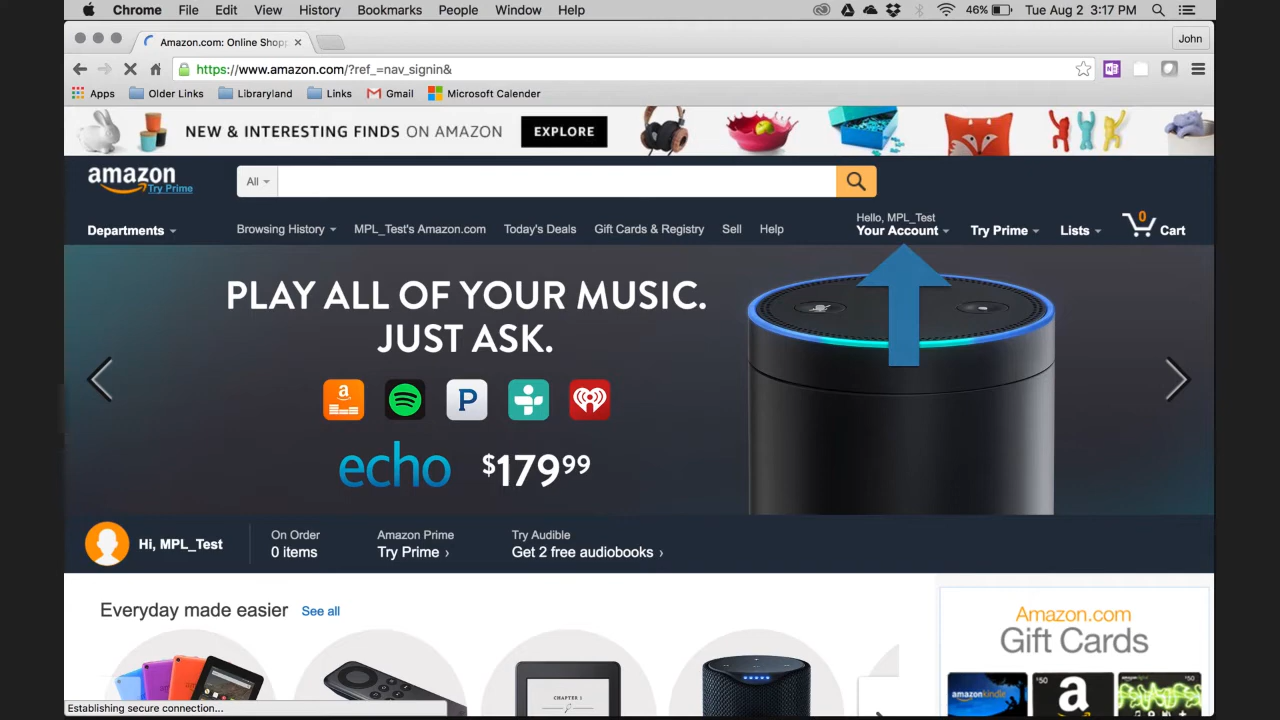 Chrome File Edit View History Bookmarks People Window Help 46% Tue Aug 2 3:17 PM
Amazon.com: Online Shopp John
https://www.amazon.com/?ref_=nav_signin&
Apps Older Links Libraryland Links Gmail Microsoft Calender
NEW & INTERESTING FINDS ON AMAZON EXPLORE
amazon
Try Prime
All
Hello, MPL_Test
Departments Browsing History MPL_Test's Amazon.com Today's Deals Gift Cards & Registry Sell Help Your Account Try Prime Lists 0 Cart
PLAY ALL OF YOUR MUSIC.
JUST ASK.
a P
echo $179 99
Hi, MPL_Test
On Order Amazon Prime Try Audible
0 items Try Prime › Get 2 free audiobooks ›
Everyday made easier See all
Amazon.com
Gift Cards
CHAPTER 1
amazonkindle $50 a $50
Establishing secure connection...